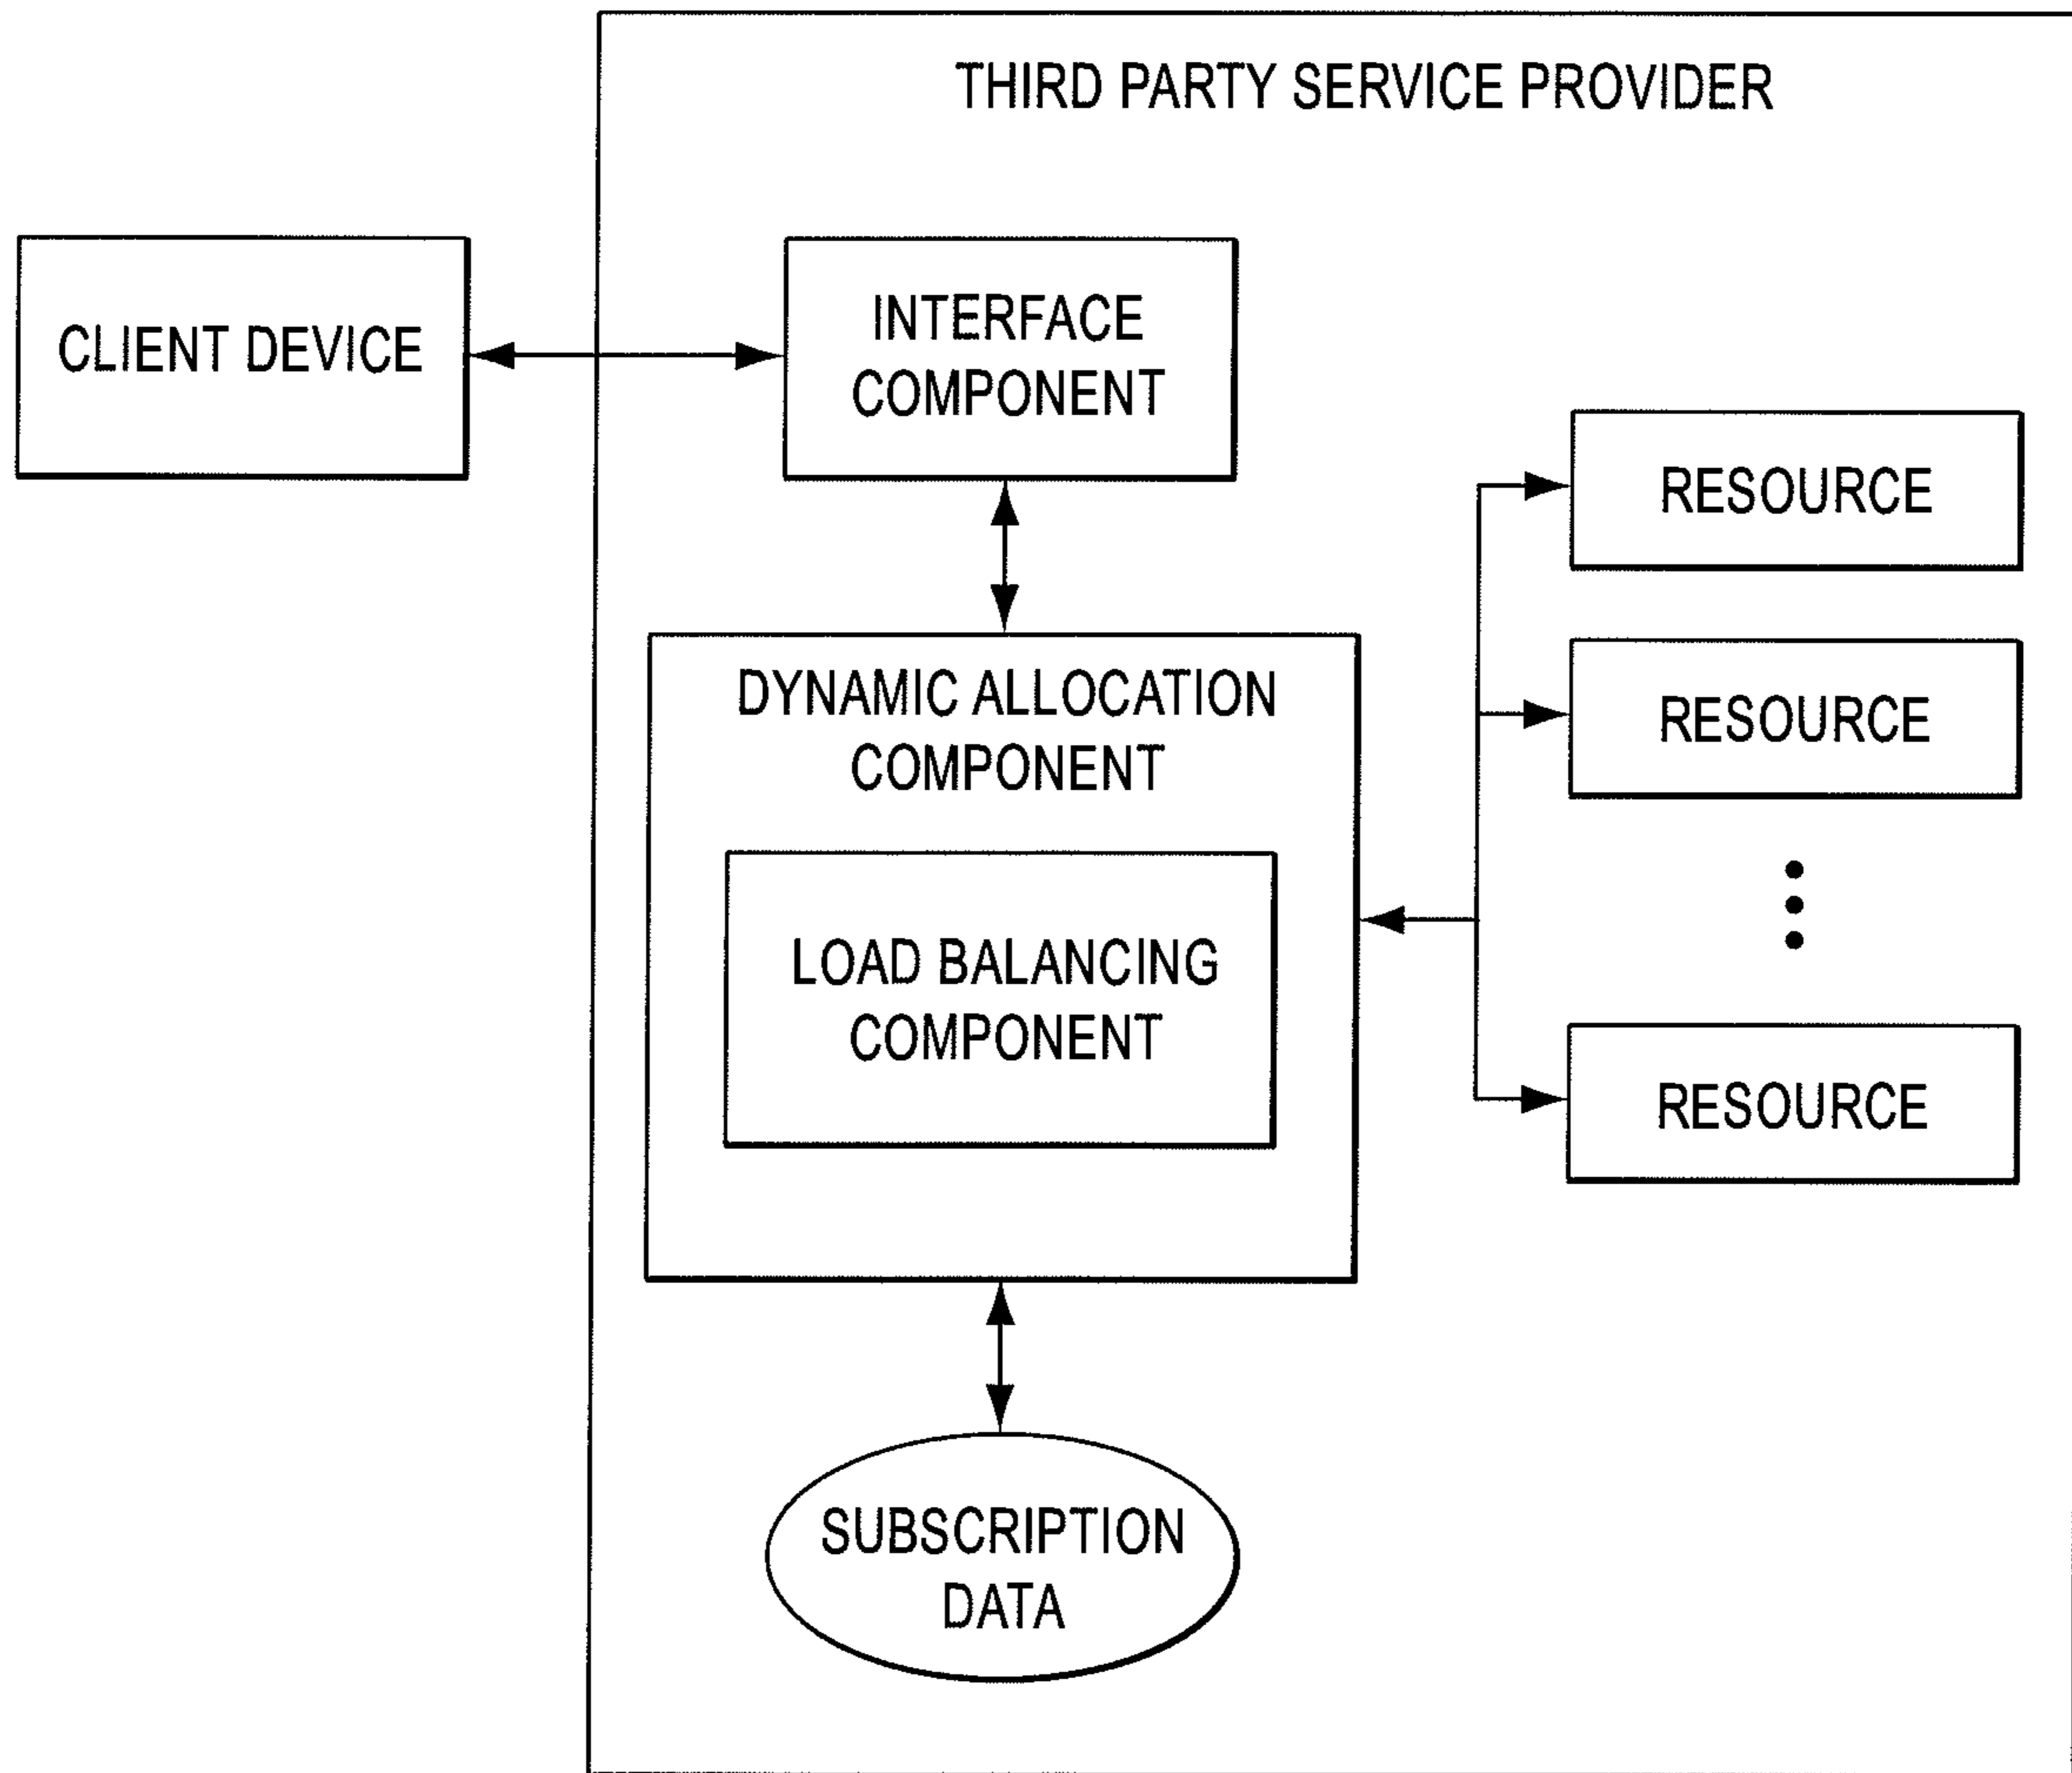 THIRD PARTY SERVICE PROVIDER
CLIENT DEVICE
INTERFACE
COMPONENT
RESOURCE
DYNAMIC ALLOCATION
COMPONENT
RESOURCE
LOAD BALANCING
COMPONENT
RESOURCE
SUBSCRIPTION
DATA